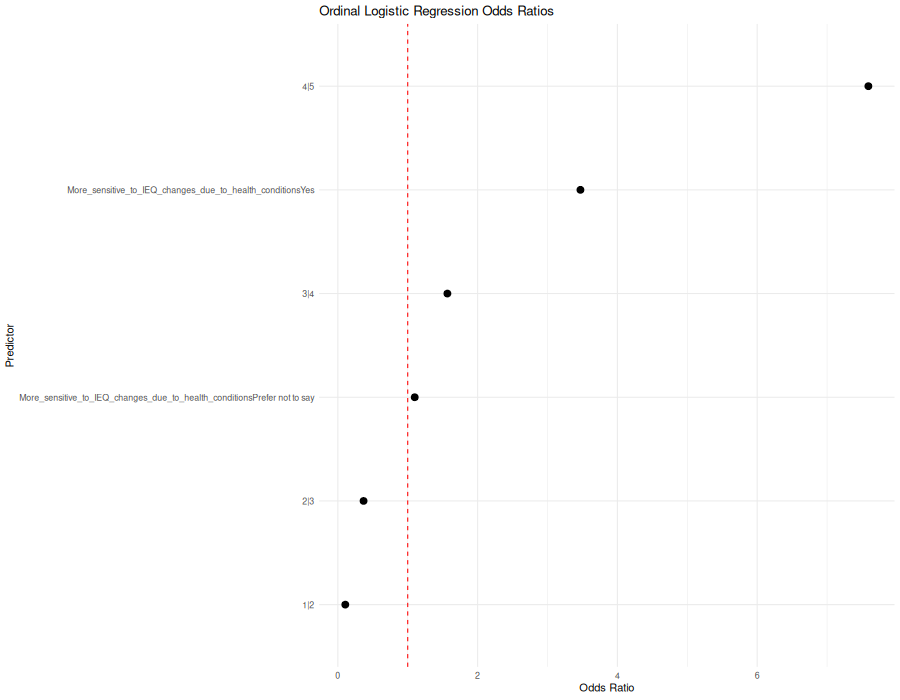 Ordinal Logistic Regression Odds Ratios
4|5
More_sensitive_to_IEQ_changes_due_to_health_conditionsYes
3|4
Predictor
More_sensitive_to_IEQ_changes_due_to_health_conditionsPrefer not to say
2|3
1|2
0 2 4 6
Odds Ratio